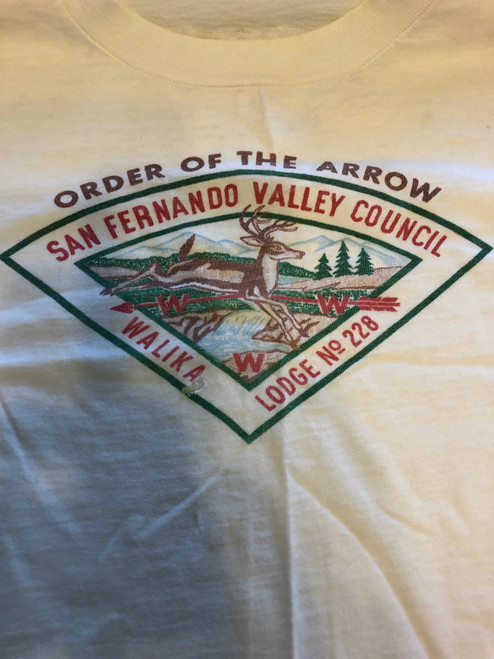 ORDER OF THE ARROW
SAN FERNANDO VALLEY COUNCIL
W W
W
WALIKA LODGE Nº 228